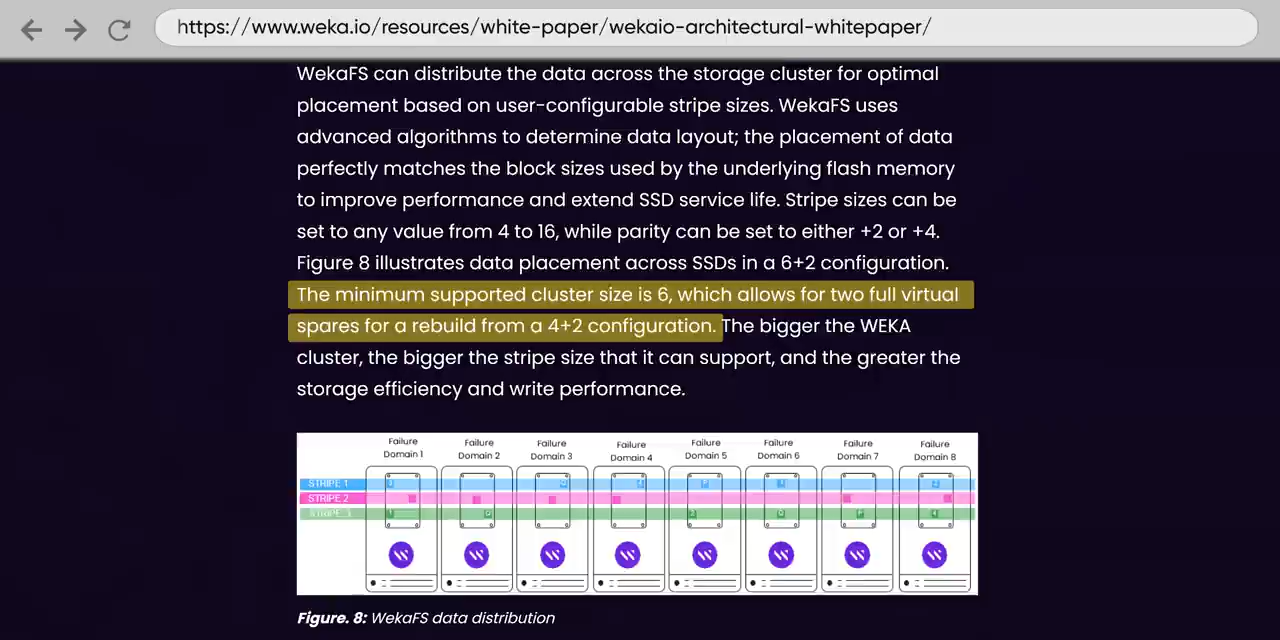 https://www.weka.io/resources/white-paper/wekaio-architectural-whitepaper/
WekaFS can distribute the data across the storage cluster for optimal
placement based on user-configurable stripe sizes. WekaFS uses
advanced algorithms to determine data layout; the placement of data
perfectly matches the block sizes used by the underlying flash memory
to improve performance and extend SSD service life. Stripe sizes can be
set to any value from 4 to 16, while parity can be set to either +2 or +4.
Figure 8 illustrates data placement across SSDs in a 6+2 configuration.
The minimum supported cluster size is 6, which allows for two full virtual
spares for a rebuild from a 4+2 configuration. The bigger the WEKA
cluster, the bigger the stripe size that it can support, and the greater the
storage efficiency and write performance.
Failure Domain 1
Failure Domain 2
Failure Domain 3
Failure Domain 4
Failure Domain 5
Failure Domain 6
Failure Domain 7
Failure Domain 8
STRIPE 1
STRIPE 2
STRIPE 3
Figure. 8: WekaFS data distribution